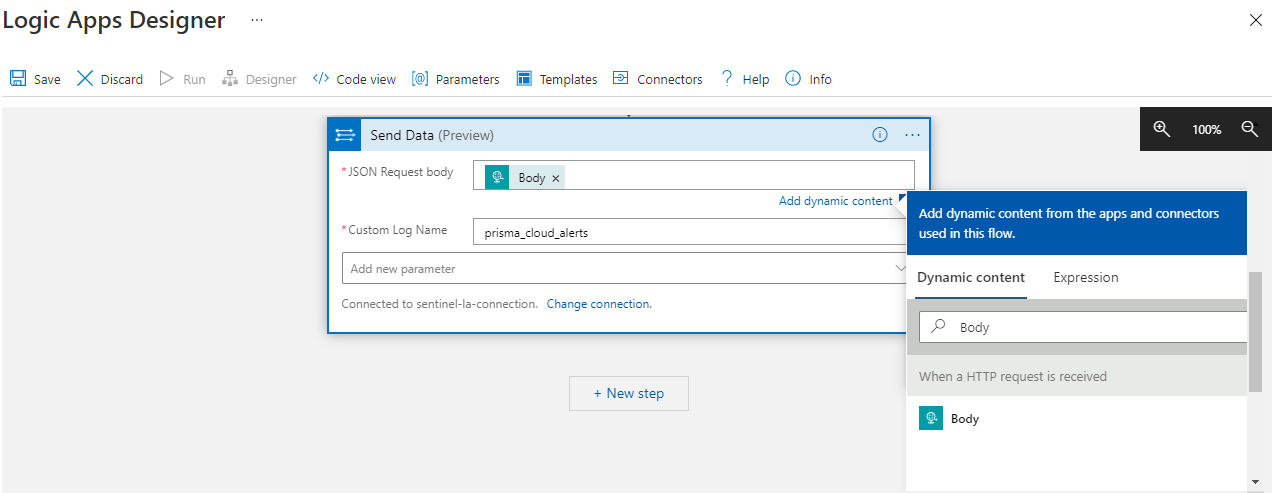 Logic Apps Designer ...
Save Discard Run Designer </> Code view [@] Parameters Templates Connectors ? Help Info
Send Data (Preview)
100%
*JSON Request body
Body ×
Add dynamic content
Add dynamic content from the apps and connectors
used in this flow.
*Custom Log Name
prisma_cloud_alerts
Add new parameter
Dynamic content Expression
Connected to sentinel-la-connection. Change connection.
Body
When a HTTP request is received
+ New step
Body